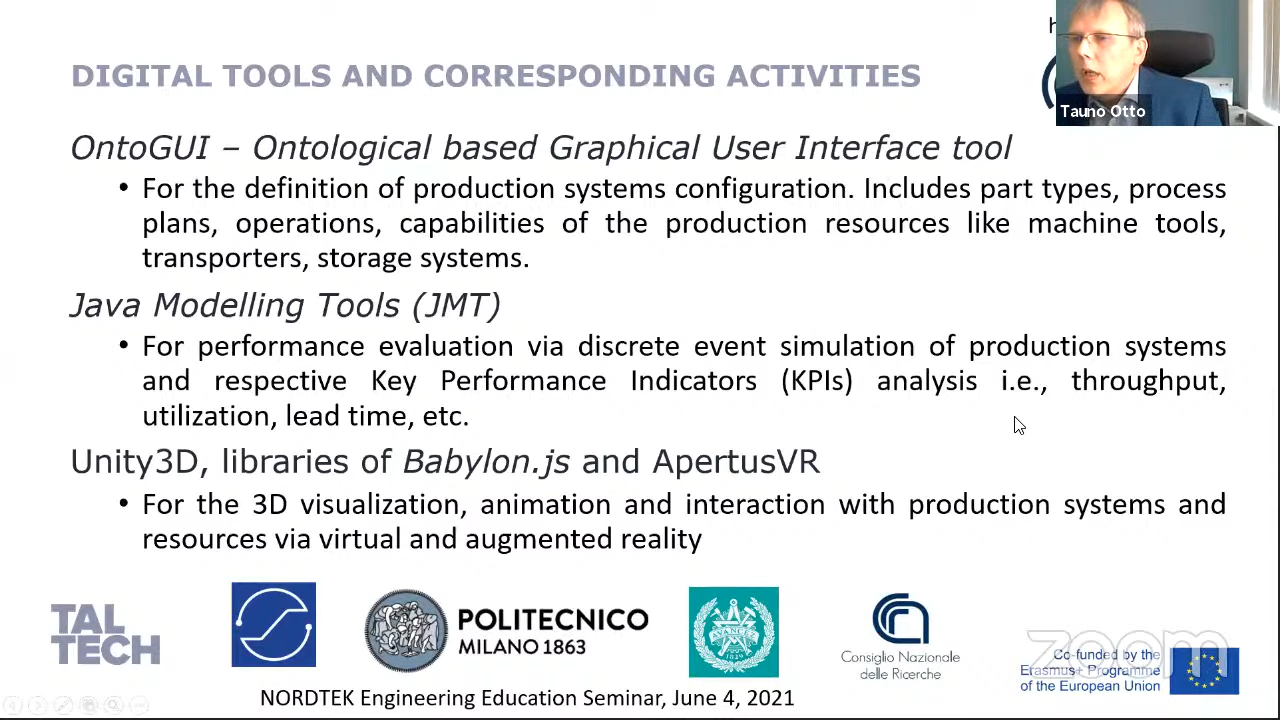 DIGITAL TOOLS AND CORRESPONDING ACTIVITIES
Tauno Otto
OntoGUI – Ontological based Graphical User Interface tool
• For the definition of production systems configuration. Includes part types, process
plans, operations, capabilities of the production resources like machine tools,
transporters, storage systems.
Java Modelling Tools (JMT)
• For performance evaluation via discrete event simulation of production systems
and respective Key Performance Indicators (KPIs) analysis i.e., throughput,
utilization, lead time, etc.
Unity3D, libraries of Babylon.js and ApertusVR
• For the 3D visualization, animation and interaction with production systems and
resources via virtual and augmented reality
TAL
TECH
POLITECNICO
MILANO 1863
AVANCEZ
1829
Consiglio Nazionale
delle Ricerche
zoom
Co-funded by the
Erasmus+ Programme
of the European Union
NORDTEK Engineering Education Seminar, June 4, 2021